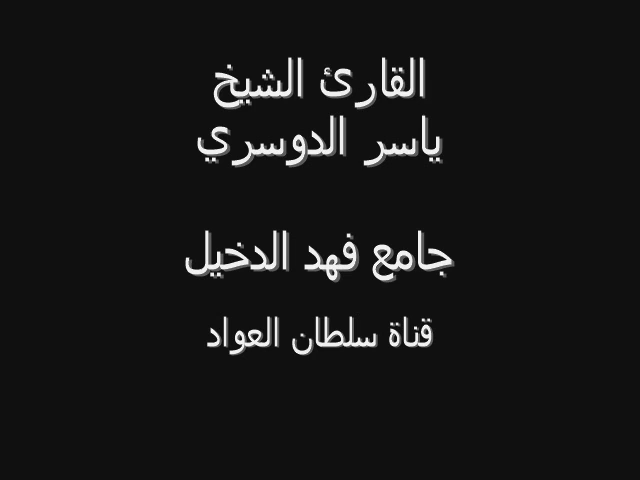 القارئ الشيخ
ياسر الدوسري
جامع فهد الدخيل
قناة سلطان العواد